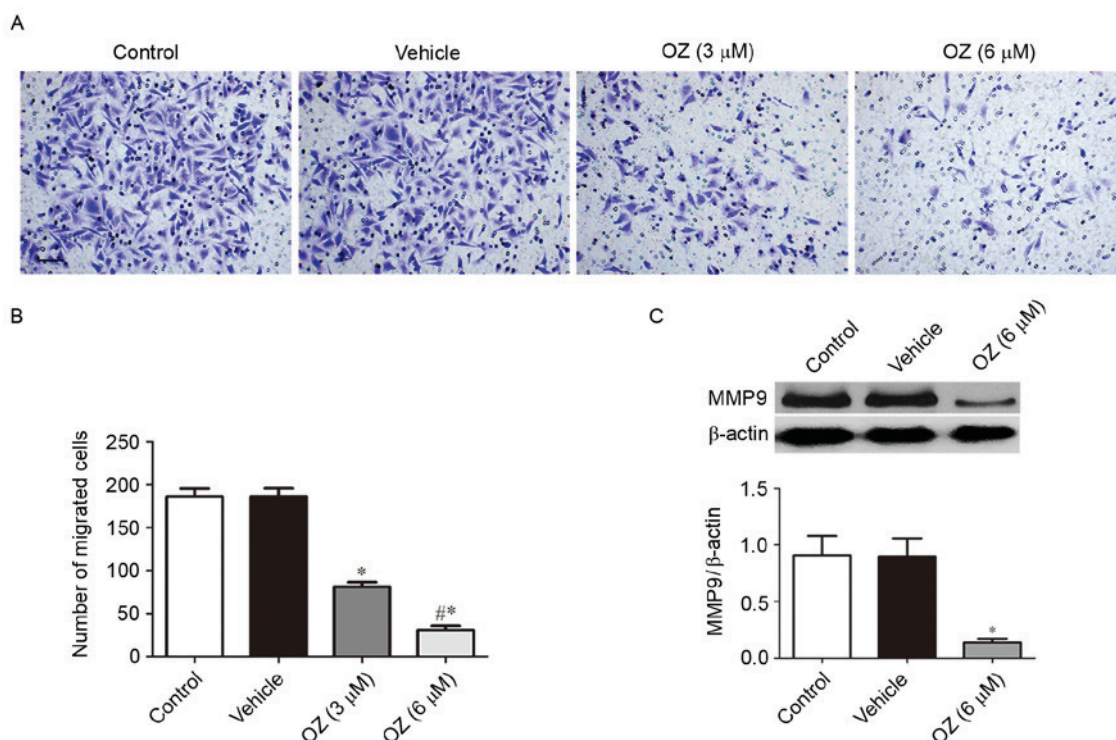 A
Control Vehicle OZ (3 μM) OZ (6 μM)
B
Number of migrated cells
250
200
150
100
50
0
*
#*
Control Vehicle OZ (3 μM) OZ (6 μM)
C
Control Vehicle OZ (6 μM)
MMP9
β-actin
MMP9/β-actin
1.5
1.0
0.5
0.0
*
Control Vehicle OZ (6 μM)